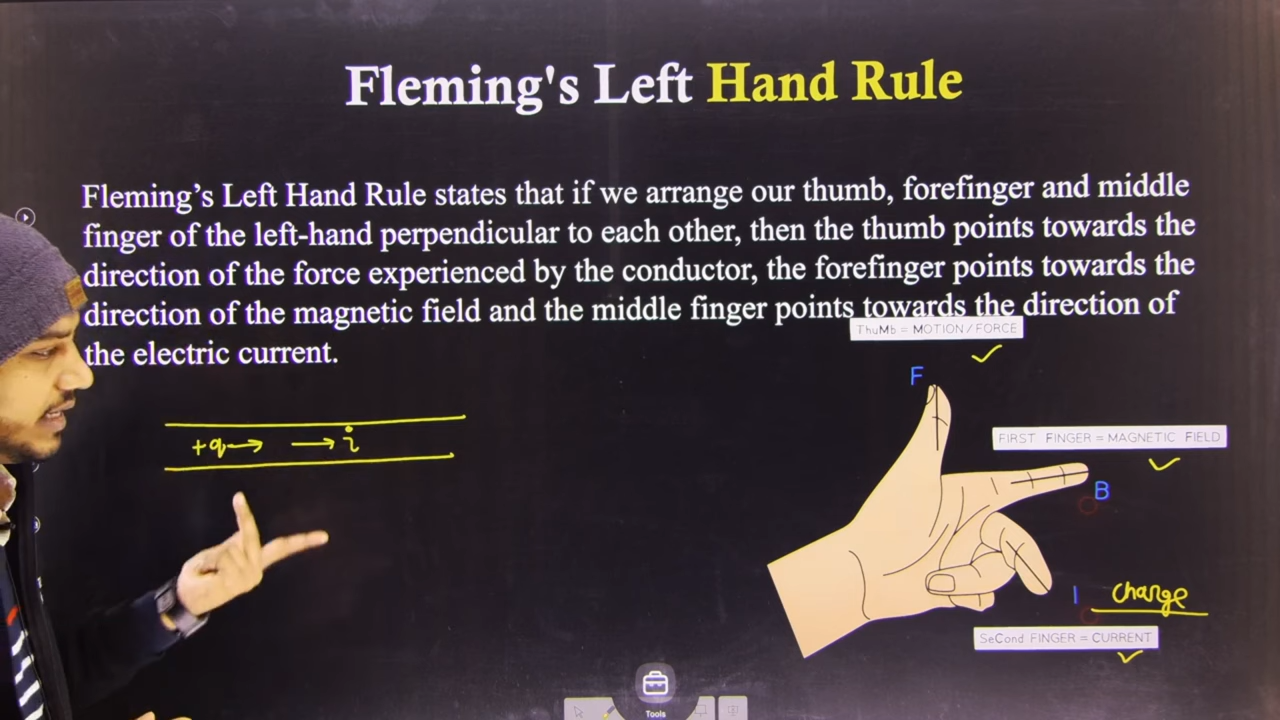 Fleming's Left Hand Rule
Fleming's Left Hand Rule states that if we arrange our thumb, forefinger and middle
finger of the left-hand perpendicular to each other, then the thumb points towards the
direction of the force experienced by the conductor, the forefinger points towards the
direction of the magnetic field and the middle finger points towards the direction of
the electric current.
ThuMb = MOTION/FORCE
F
+q→ →i
FIRST FINGER = MAGNETIC FIELD
B
I charge
SeCond FINGER = CURRENT
Tools